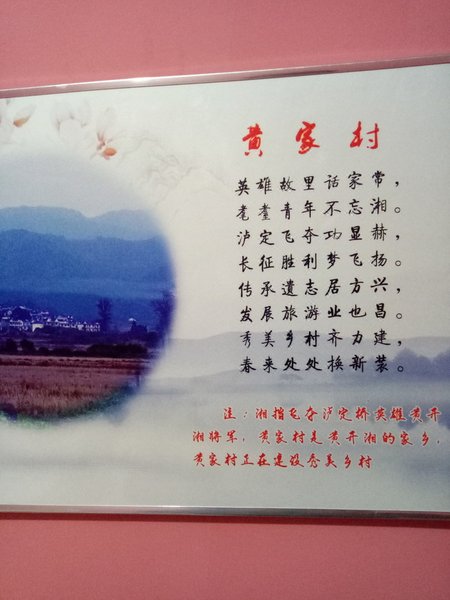 黄家村
英雄故里话家常，
耄耋青年不忘湘。
泸定飞夺功显赫，
长征胜利梦飞扬。
传承遗志居方兴，
发展旅游业也昌。
秀美乡村齐力建，
春来处处换新装。
注：湘指飞夺泸定桥英雄黄开
湘将军，黄家村是黄开湘的家乡，
黄家村正在建设秀美乡村